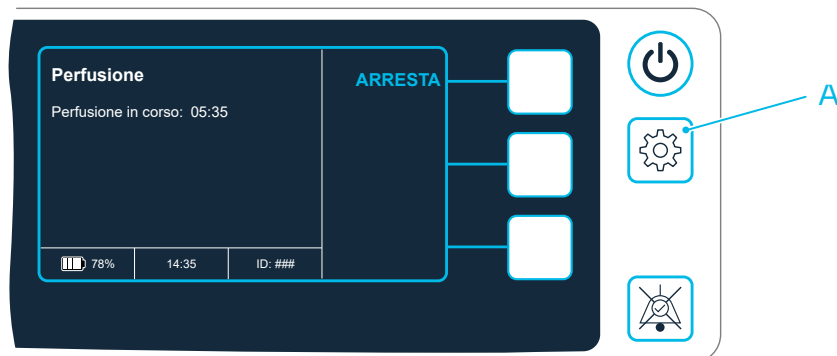 Perfusione
ARRESTA
Perfusione in corso: 05:35
A
78%
14:35
ID: ###